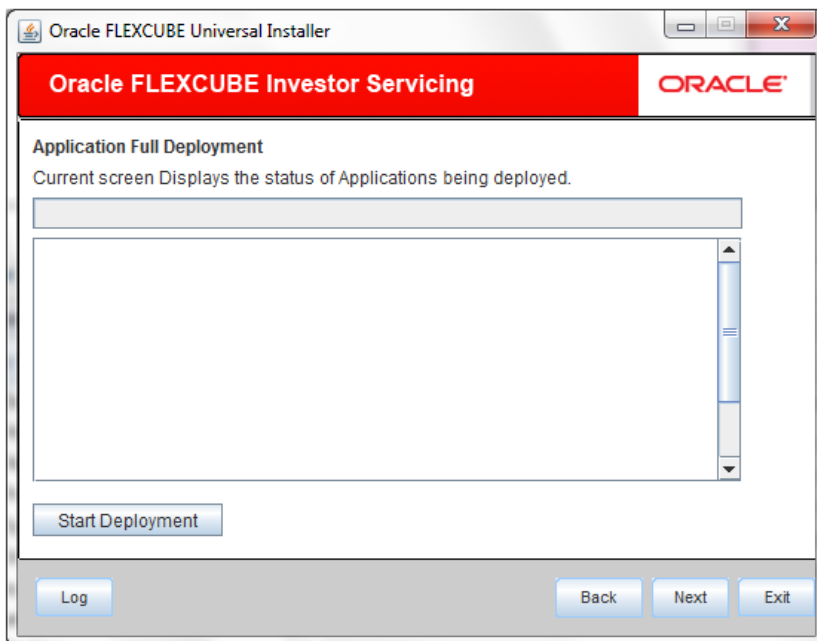 Oracle FLEXCUBE Universal Installer
Oracle FLEXCUBE Investor Servicing
ORACLE
Application Full Deployment
Current screen Displays the status of Applications being deployed.
Start Deployment
Log Back Next Exit